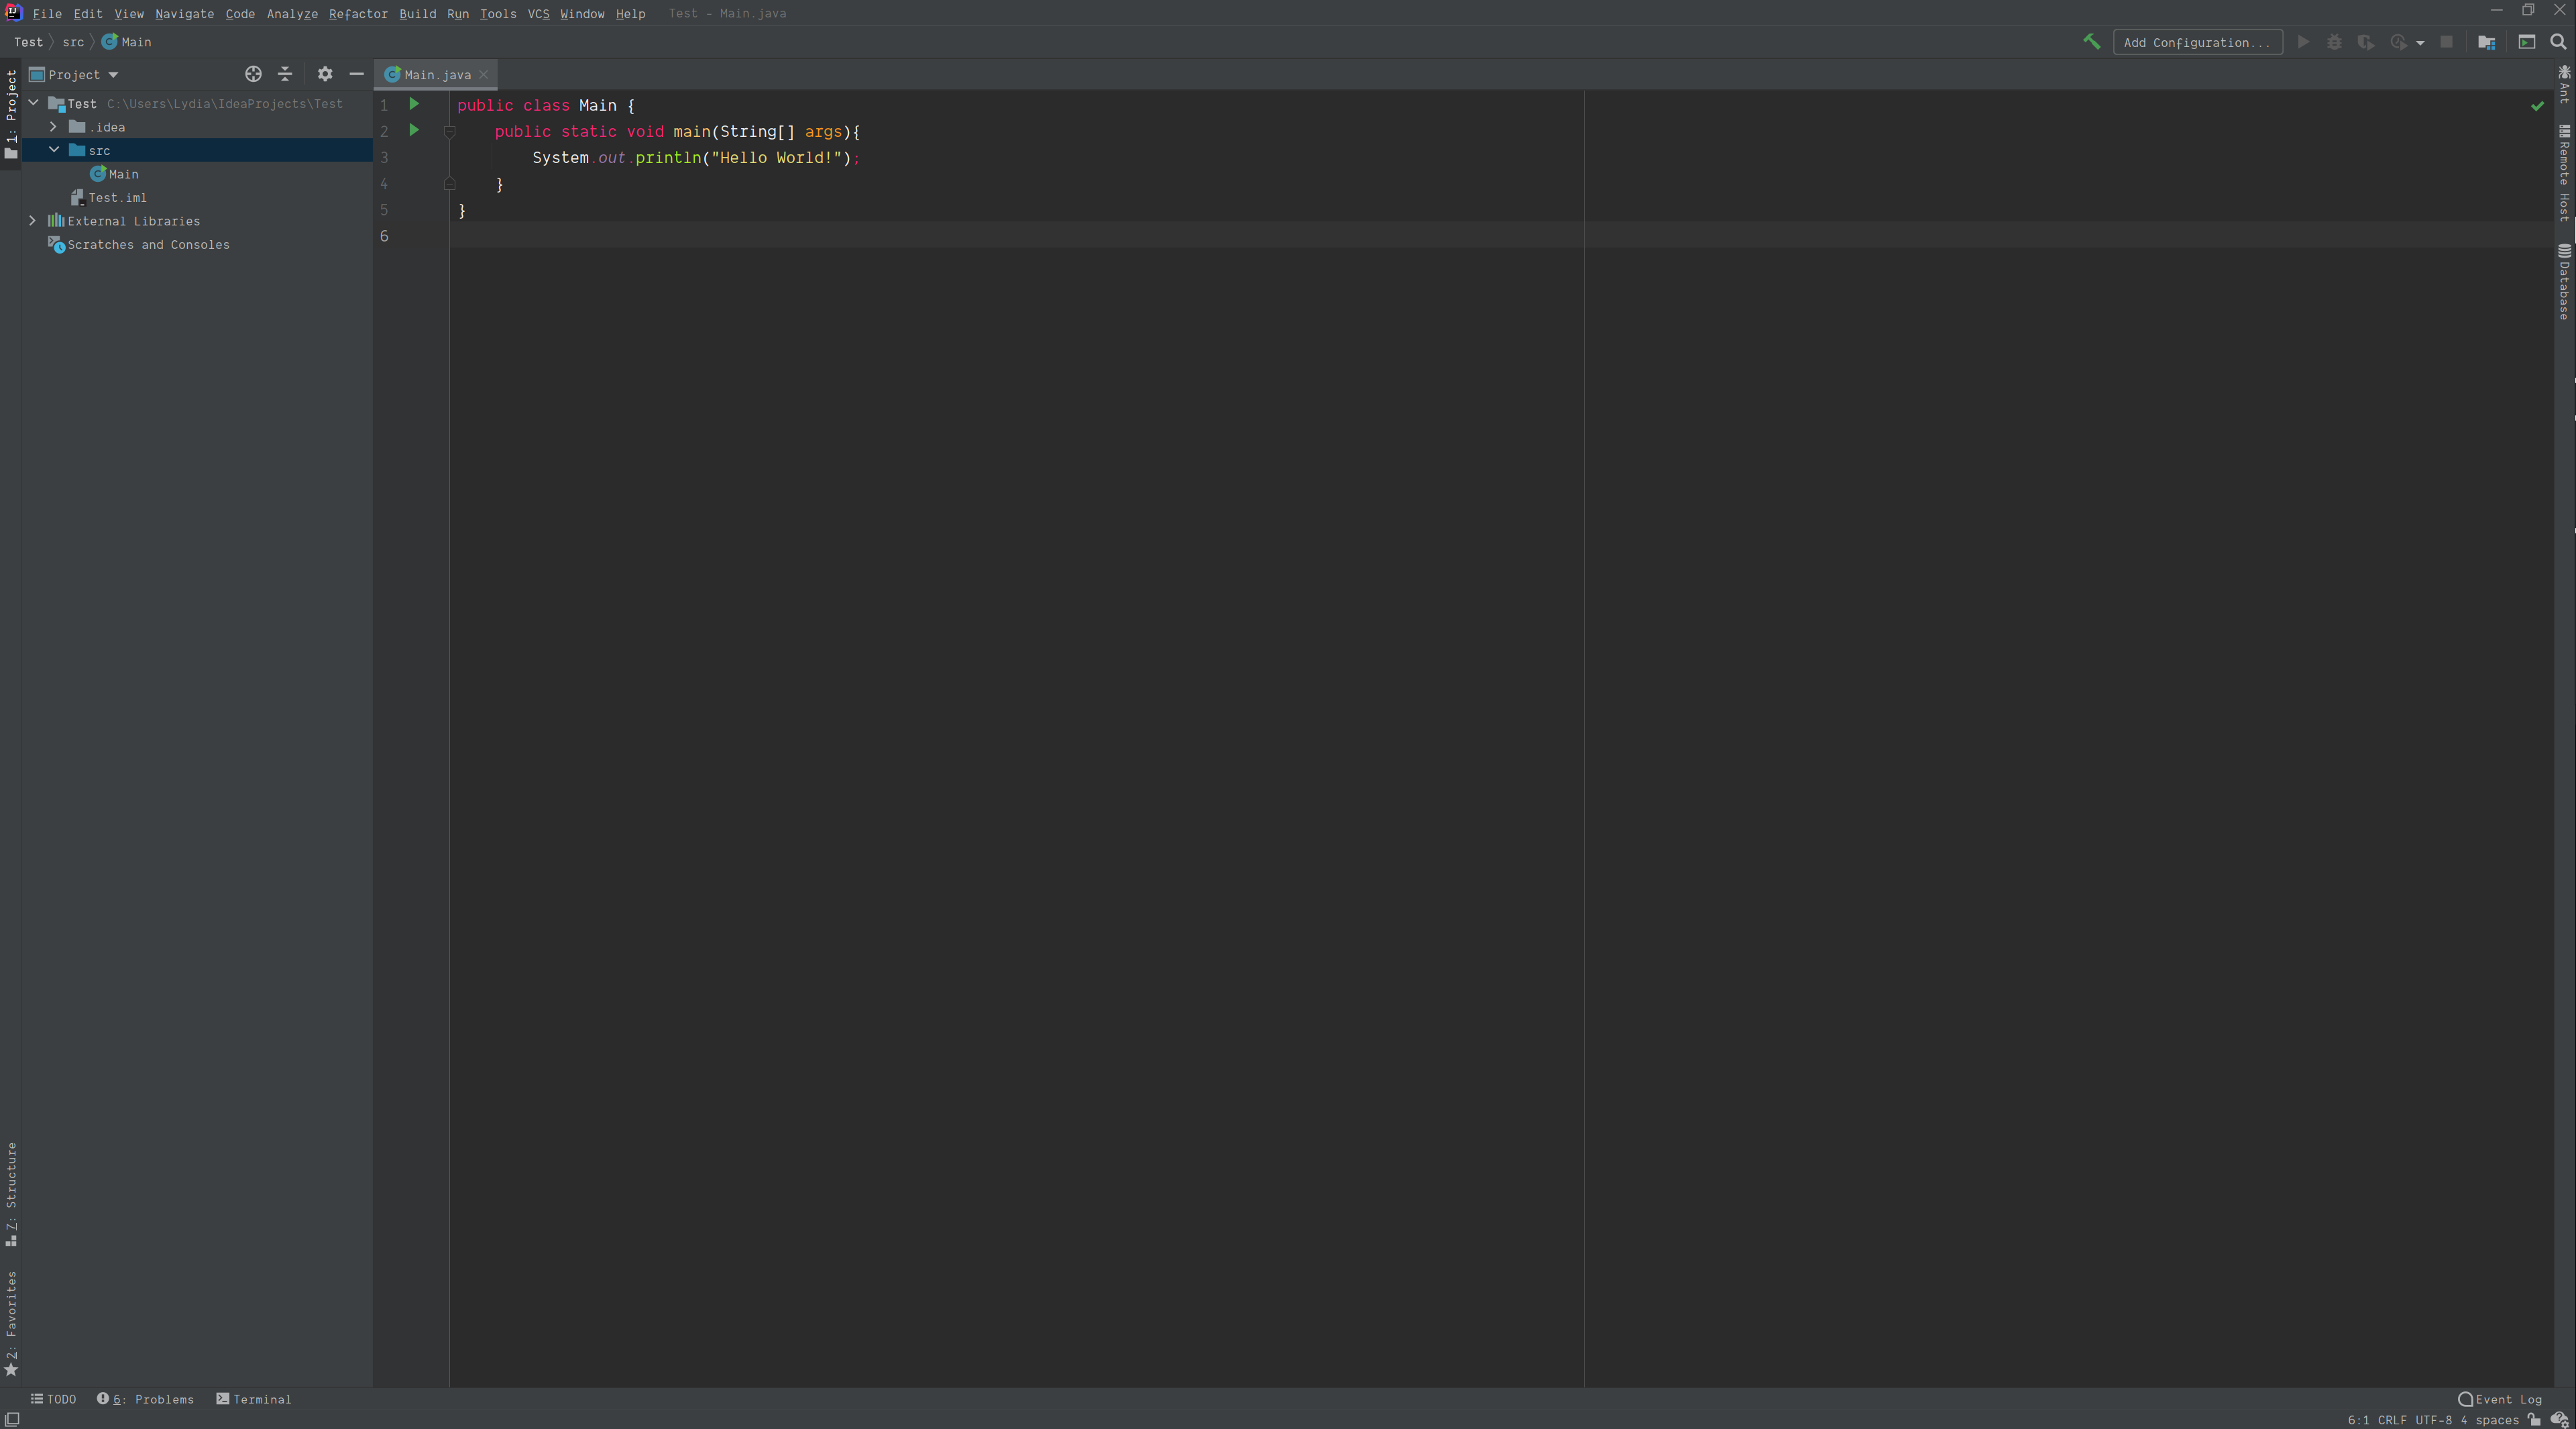 File Edit View Navigate Code Analyze Refactor Build Run Tools VCS Window Help Test - Main.java
Test src Main
Add Configuration...
1: Project
Project
Main.java
Test C:\Users\Lydia\IdeaProjects\Test
.idea
src
Main
Test.iml
External Libraries
Scratches and Consoles
1 public class Main {
2 public static void main(String[] args){
3 System.out.println("Hello World!");
4 }
5 }
6
Ant
Remote Host
Database
Z: Structure
2: Favorites
TODO 6: Problems Terminal
Event Log
6:1 CRLF UTF-8 4 spaces